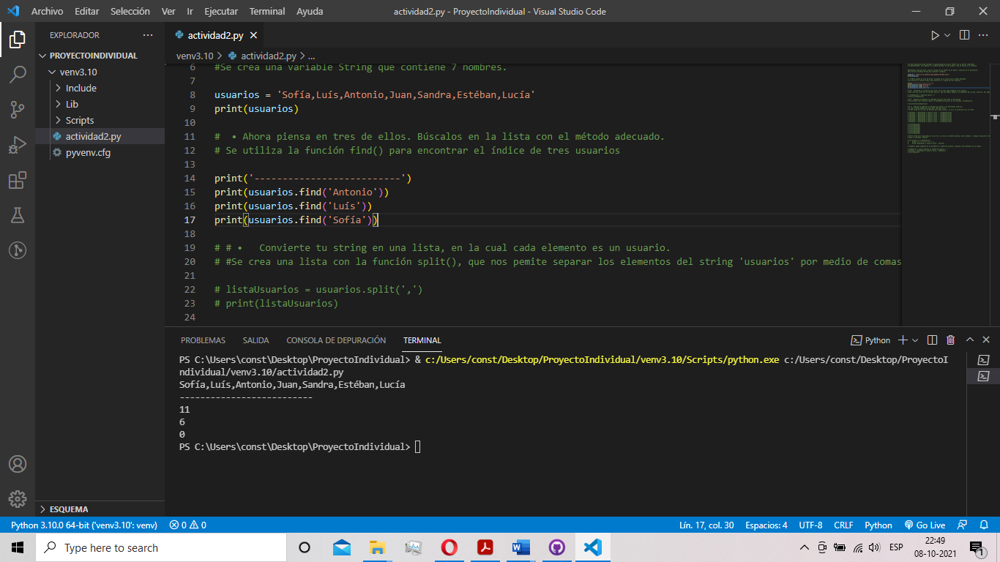 Archivo Editar Selección Ver Ir Ejecutar Terminal Ayuda
actividad2.py - ProyectoIndividual - Visual Studio Code
EXPLORADOR
PROYECTOINDIVIDUAL
venv3.10
Include
Lib
Scripts
actividad2.py
pyvenv.cfg
ESQUEMA
actividad2.py
venv3.10 > actividad2.py > ...
6 #Se crea una variable String que contiene 7 nombres.
7
8 usuarios = 'Sofía,Luís,Antonio,Juan,Sandra,Estéban,Lucía'
9 print(usuarios)
10
11 #  • Ahora piensa en tres de ellos. Búscalos en la lista con el método adecuado.
12 # Se utiliza la función find() para encontrar el índice de tres usuarios
13
14 print('--------------------------')
15 print(usuarios.find('Antonio'))
16 print(usuarios.find('Luís'))
17 print(usuarios.find('Sofía'))
18
19 # # •   Convierte tu string en una lista, en la cual cada elemento es un usuario.
20 # #Se crea una lista con la función split(), que nos pemite separar los elementos del string 'usuarios' por medio de comas
21
22 # listaUsuarios = usuarios.split(',')
23 # print(listaUsuarios)
24
PROBLEMAS SALIDA CONSOLA DE DEPURACIÓN TERMINAL
Python
PS C:\Users\const\Desktop\ProyectoIndividual> & c:/Users/const/Desktop/ProyectoIndividual/venv3.10/Scripts/python.exe c:/Users/const/Desktop/ProyectoI
ndividual/venv3.10/actividad2.py
Sofía,Luís,Antonio,Juan,Sandra,Estéban,Lucía
--------------------------
11
6
0
PS C:\Users\const\Desktop\ProyectoIndividual>
Python 3.10.0 64-bit ('venv3.10': venv) 0 0 Lín. 17, col. 30 Espacios: 4 UTF-8 CRLF Python Go Live
Type here to search
ESP
22:49
08-10-2021
1